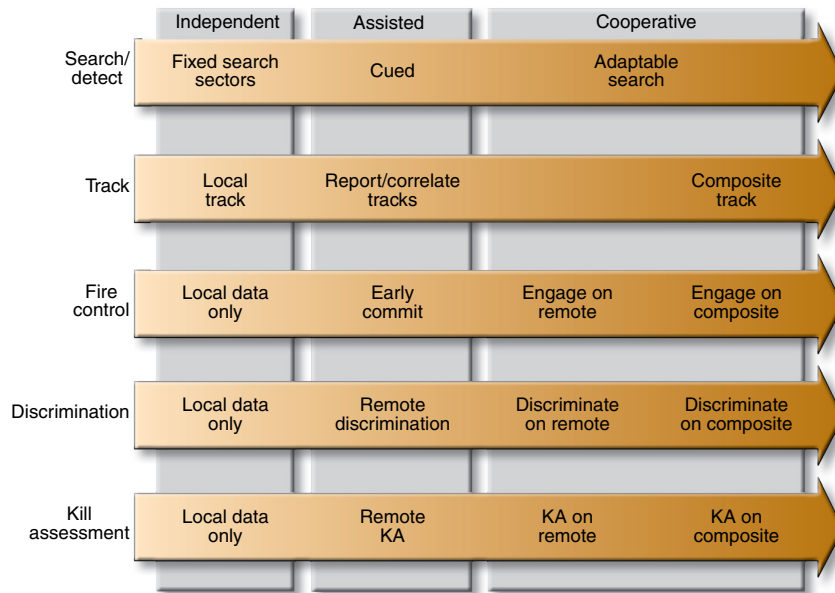 Independent
Assisted
Cooperative
Search/
detect
Fixed search
sectors
Cued
Adaptable
search
Track
Local
track
Report/correlate
tracks
Composite
track
Fire
control
Local data
only
Early
commit
Engage on
remote
Engage on
composite
Discrimination
Local data
only
Remote
discrimination
Discriminate
on remote
Discriminate
on composite
Kill
assessment
Local data
only
Remote
KA
KA on
remote
KA on
composite